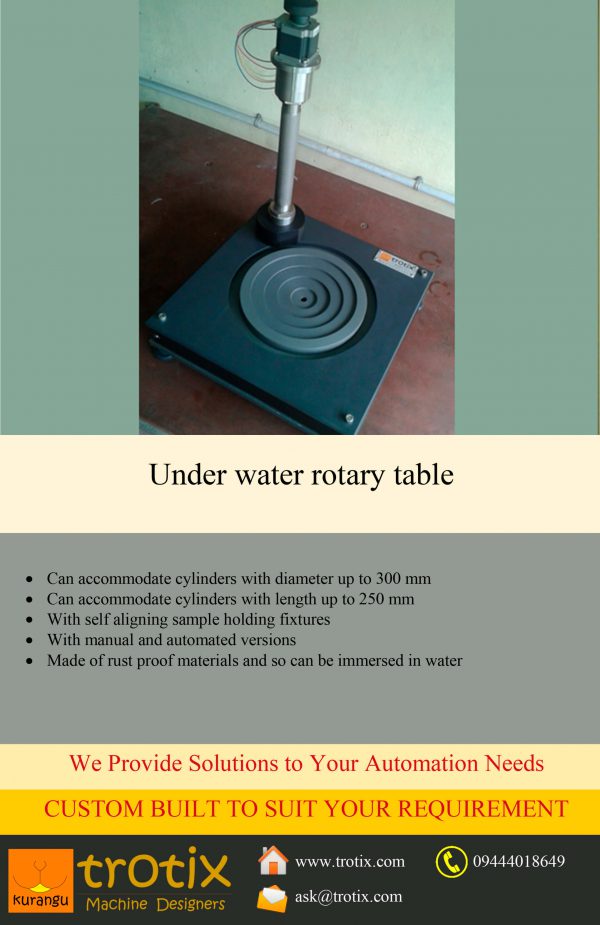 trotix
Under water rotary table
• Can accommodate cylinders with diameter up to 300 mm
• Can accommodate cylinders with length up to 250 mm
• With self aligning sample holding fixtures
• With manual and automated versions
• Made of rust proof materials and so can be immersed in water
We Provide Solutions to Your Automation Needs
CUSTOM BUILT TO SUIT YOUR REQUIREMENT
kurangu
trotix
Machine Designers
www.trotix.com
09444018649
ask@trotix.com